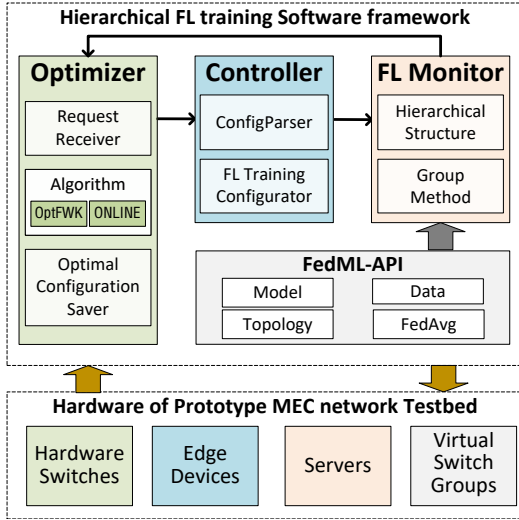 Hierarchical FL training Software framework
Optimizer
Request
Receiver
Algorithm
OptFWK
ONLINE
Optimal
Configuration
Saver
Controller
ConfigParser
FL Training
Configurator
FL Monitor
Hierarchical
Structure
Group
Method
FedML-API
Model
Data
Topology
FedAvg
Hardware of Prototype MEC network Testbed
Hardware
Switches
Edge
Devices
Servers
Virtual
Switch
Groups